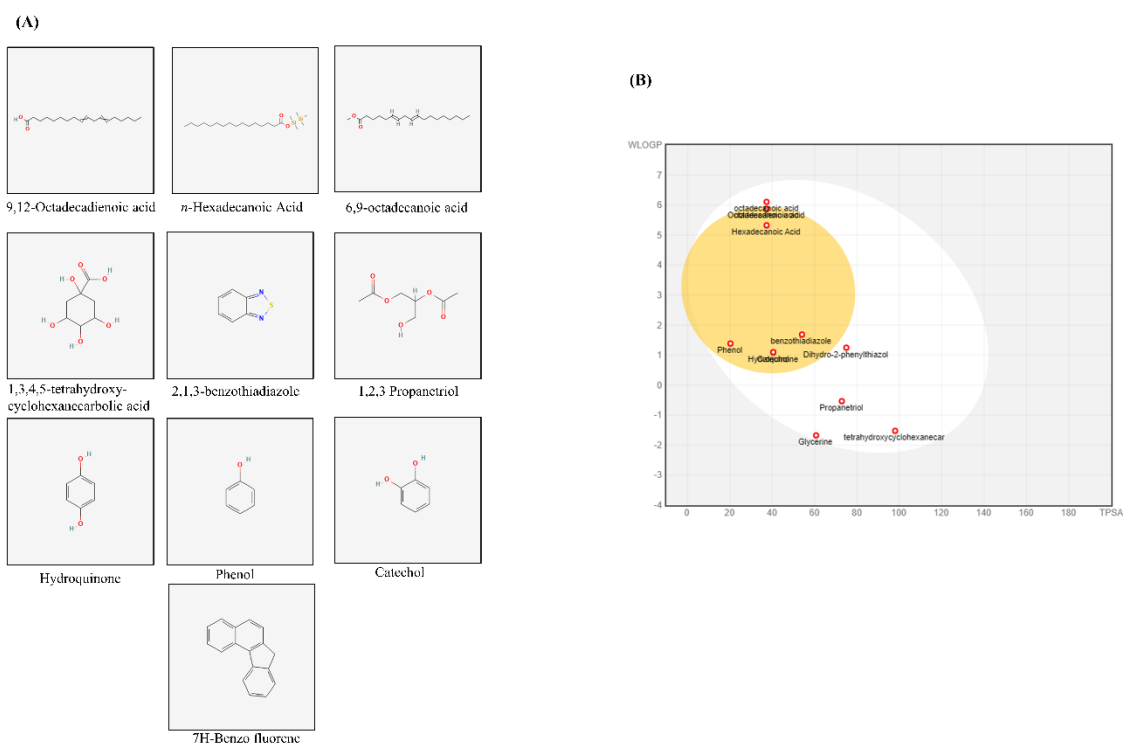 (A)
9,12-Octadecadienoic acid
n-Hexadecanoic Acid
6,9-octadecanoic acid
1,3,4,5-tetrahydroxy-
cyclohexanecarbolic acid
2,1,3-benzothiadiazole
1,2,3 Propanetriol
Hydroquinone
Phenol
Catechol
7H-Benzo fluorene
(B)
WLOGP
7
6
5
4
3
2
1
0
-1
-2
-3
-4
0
20
40
60
80
100
120
140
160
180
TPSA
octadecanoic acid
Hexadecanoic Acid
benzothiadiazole
Phenol
Dihydro-2-phenylthiazol
Propanetriol
Glycerine
tetrahydroxycyclohexanecar